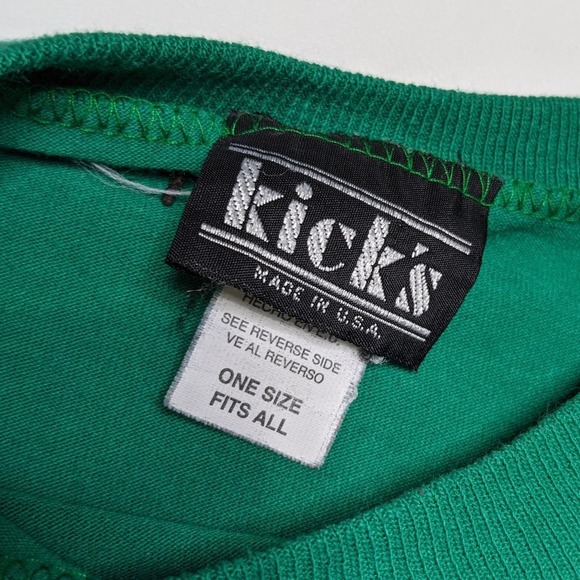 kick's
MADE IN U.S.A.
HECHO EN E.U.
SEE REVERSE SIDE
VE AL REVERSO
ONE SIZE
FITS ALL